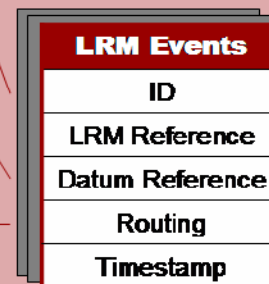 LRM Events
ID
LRM Reference
Datum Reference
Routing
Timestamp